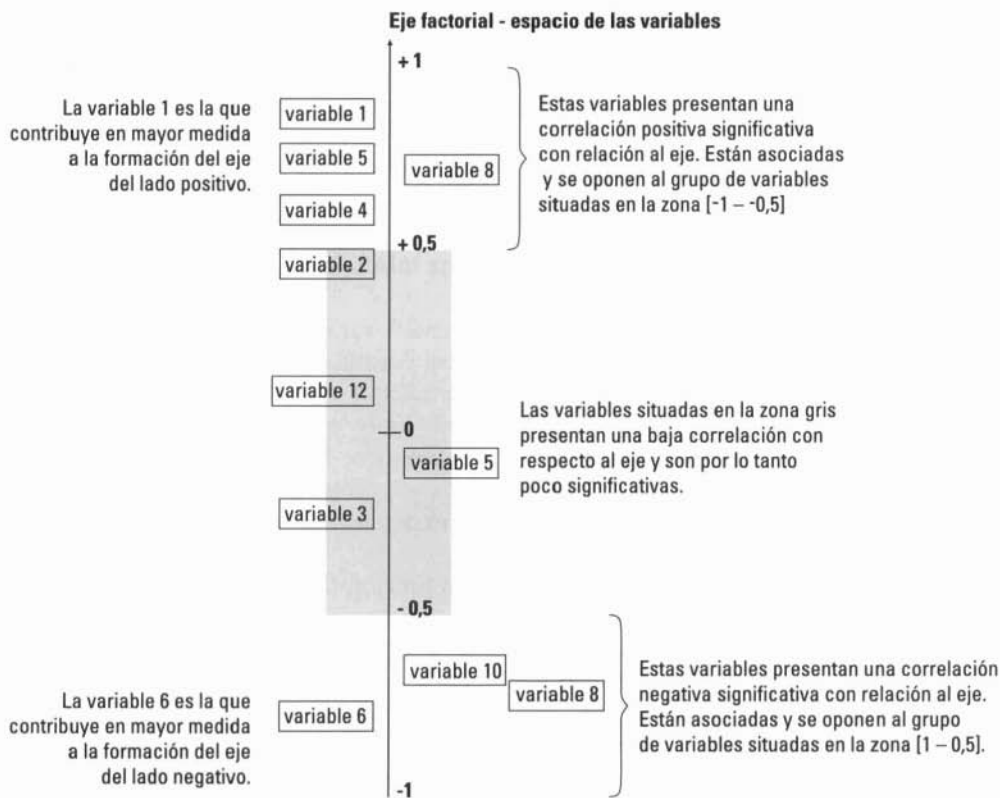 Eje factorial - espacio de las variables
+ 1
La variable 1 es la que
contribuye en mayor medida
a la formación del eje
del lado positivo.
variable 1
variable 5
variable 8
variable 4
Estas variables presentan una
correlación positiva significativa
con relación al eje. Están asociadas
y se oponen al grupo de variables
situadas en la zona [-1 – -0,5]
+ 0,5
variable 2
variable 12
0
variable 5
variable 3
Las variables situadas en la zona gris
presentan una baja correlación con
respecto al eje y son por lo tanto
poco significativas.
- 0,5
variable 10
variable 8
variable 6
La variable 6 es la que
contribuye en mayor medida
a la formación del eje
del lado negativo.
Estas variables presentan una correlación
negativa significativa con relación al eje.
Están asociadas y se oponen al grupo
de variables situadas en la zona [1 – 0,5].
-1